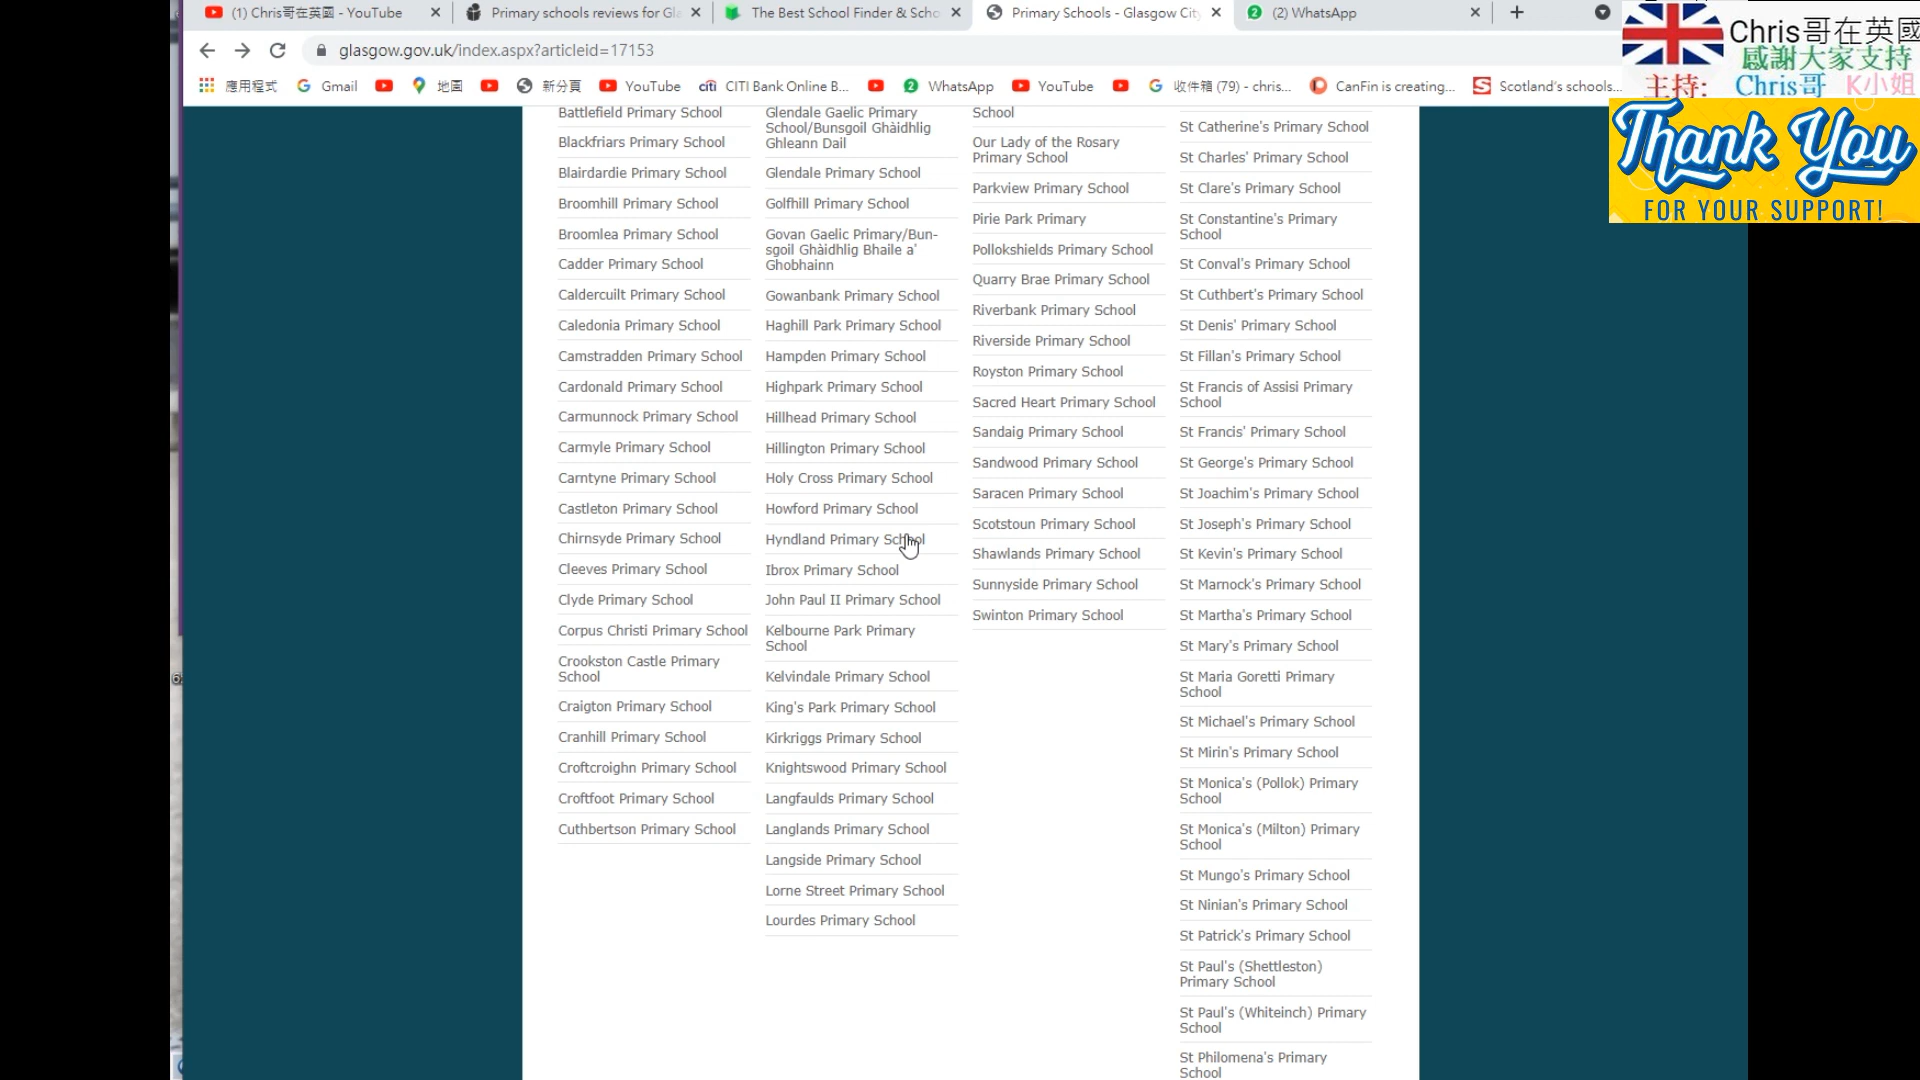 (1) Chris哥在英國 - YouTube
Primary schools reviews for Gla
The Best School Finder & Scho
Primary Schools - Glasgow City
(2) WhatsApp
glasgow.gov.uk/index.aspx?articleid=17153
應用程式
Gmail
地圖
新分頁
YouTube
citi CITI Bank Online B...
2 WhatsApp
YouTube
收件箱 (79) - chris...
CanFin is creating...
Scotland's schools...
Chris哥在英國
感謝大家支持
主持: Chris哥 K小姐
Thank You
FOR YOUR SUPPORT!
Battlefield Primary School
Blackfriars Primary School
Blairdardie Primary School
Broomhill Primary School
Broomlea Primary School
Cadder Primary School
Caldercuilt Primary School
Caledonia Primary School
Camstradden Primary School
Cardonald Primary School
Carmunnock Primary School
Carmyle Primary School
Carntyne Primary School
Castleton Primary School
Chirnsyde Primary School
Cleeves Primary School
Clyde Primary School
Corpus Christi Primary School
Crookston Castle Primary
School
Craigton Primary School
Cranhill Primary School
Croftcroighn Primary School
Croftfoot Primary School
Cuthbertson Primary School
Glendale Gaelic Primary
School/Bunsgoil Ghàidhlig
Ghleann Dail
Glendale Primary School
Golfhill Primary School
Govan Gaelic Primary/Bun-
sgoil Ghàidhlig Bhaile a'
Ghobhainn
Gowanbank Primary School
Haghill Park Primary School
Hampden Primary School
Highpark Primary School
Hillhead Primary School
Hillington Primary School
Holy Cross Primary School
Howford Primary School
Hyndland Primary School
Ibrox Primary School
John Paul II Primary School
Kelbourne Park Primary
School
Kelvindale Primary School
King's Park Primary School
Kirkriggs Primary School
Knightswood Primary School
Langfaulds Primary School
Langlands Primary School
Langside Primary School
Lorne Street Primary School
Lourdes Primary School
School
Our Lady of the Rosary
Primary School
Parkview Primary School
Pirie Park Primary
Pollokshields Primary School
Quarry Brae Primary School
Riverbank Primary School
Riverside Primary School
Royston Primary School
Sacred Heart Primary School
Sandaig Primary School
Sandwood Primary School
Saracen Primary School
Scotstoun Primary School
Shawlands Primary School
Sunnyside Primary School
Swinton Primary School
St Catherine's Primary School
St Charles' Primary School
St Clare's Primary School
St Constantine's Primary
School
St Conval's Primary School
St Cuthbert's Primary School
St Denis' Primary School
St Fillan's Primary School
St Francis of Assisi Primary
School
St Francis' Primary School
St George's Primary School
St Joachim's Primary School
St Joseph's Primary School
St Kevin's Primary School
St Marnock's Primary School
St Martha's Primary School
St Mary's Primary School
St Maria Goretti Primary
School
St Michael's Primary School
St Mirin's Primary School
St Monica's (Pollok) Primary
School
St Monica's (Milton) Primary
School
St Mungo's Primary School
St Ninian's Primary School
St Patrick's Primary School
St Paul's (Shettleston)
Primary School
St Paul's (Whiteinch) Primary
School
St Philomena's Primary
School